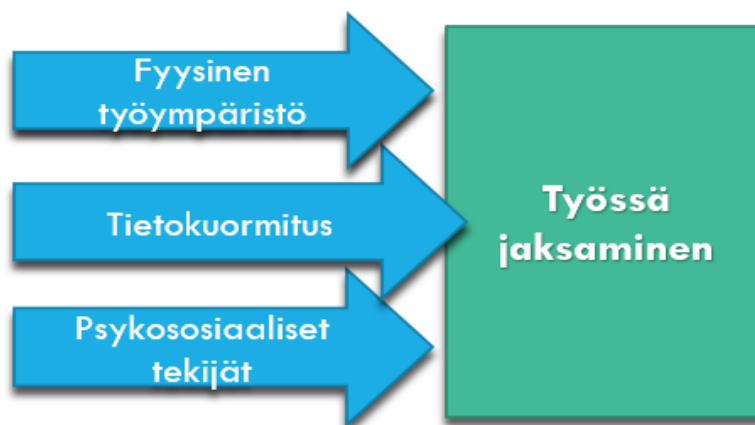 Fyysinen
työympäristö
Tietokuormitus
Psykososiaaliset
tekijät
Työssä
jaksaminen